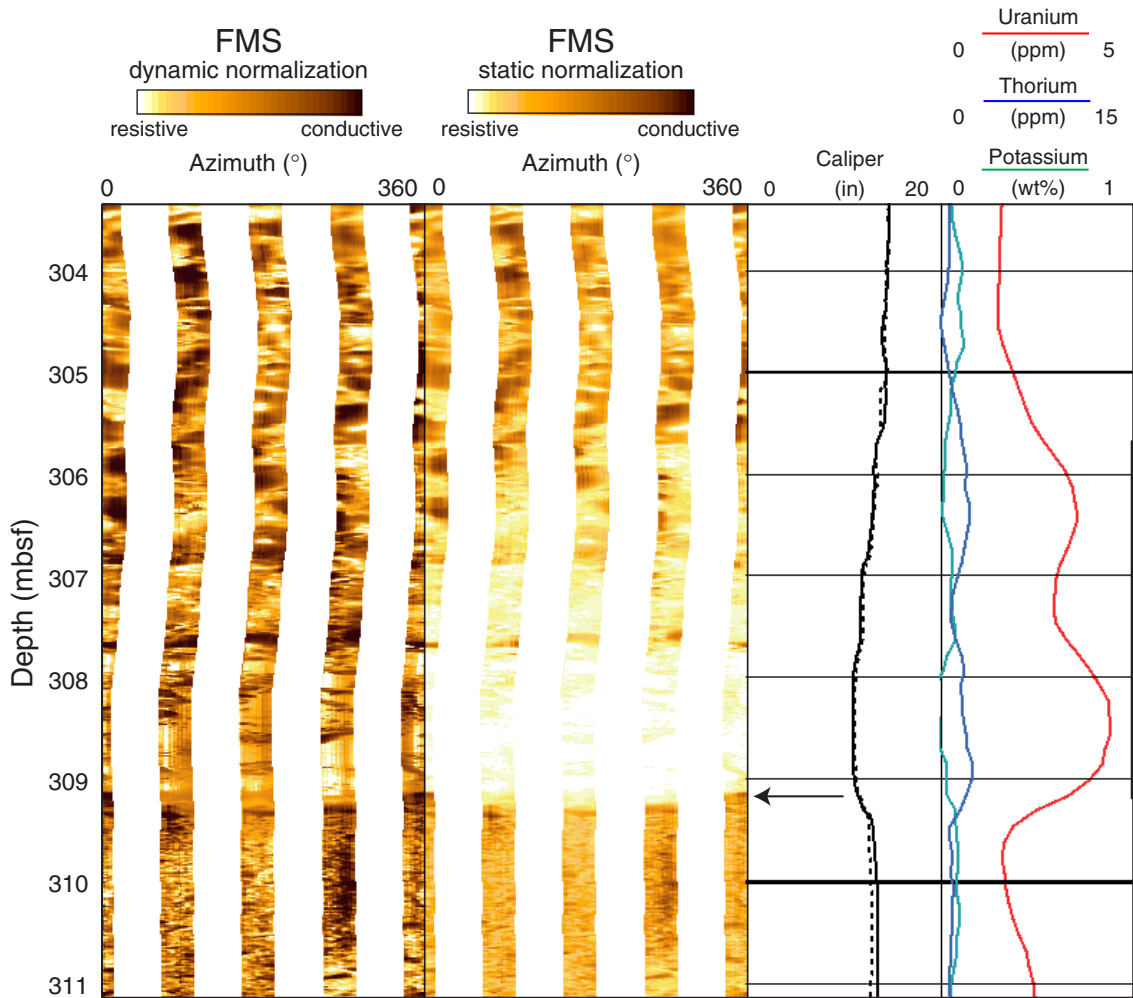 FMS
dynamic normalization
resistive conductive
Azimuth (°)
0 360
FMS
static normalization
resistive conductive
Azimuth (°)
0 360
Caliper
0 (in) 20
Uranium
0 (ppm) 5
Thorium
0 (ppm) 15
Potassium
0 (wt%) 1
Depth (mbsf)
304
305
306
307
308
309
310
311